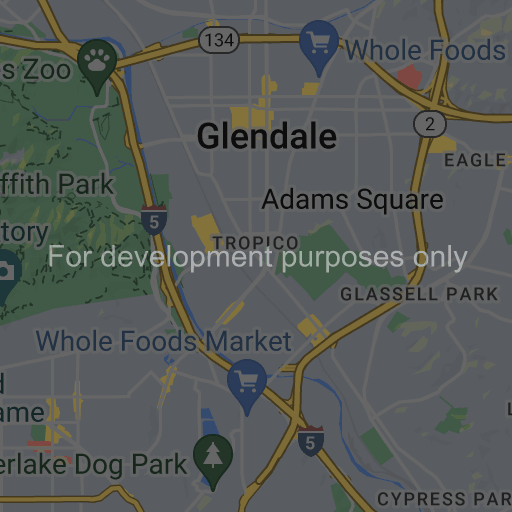 134
Whole Foods
s Zoo
2
Glendale
EAGLE
ffith Park
Adams Square
5
tory
TROPICO
For development purposes only
GLASSELL PARK
Whole Foods Market
d
ame
L
5
erlake Dog Park
CYPRESS PAR